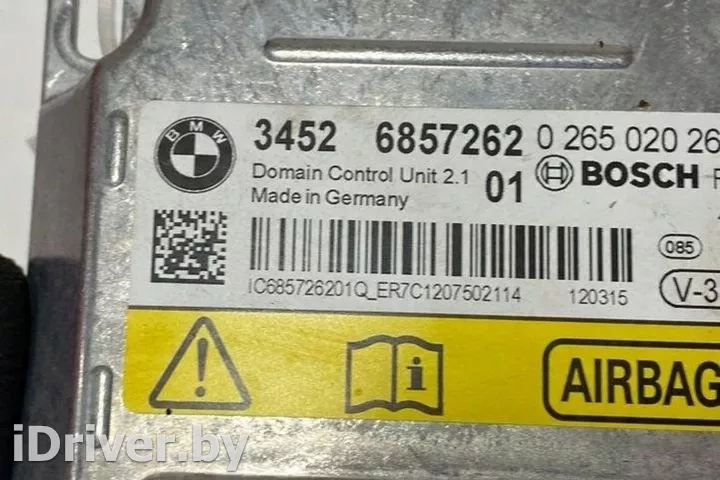 BMW
3452 6857262 0 265 020 26
Domain Control Unit 2.1 01 BOSCH
Made in Germany
085
IC685726201Q_ER7C1207502114 120315
V-3
AIRBAG
iDriver.by